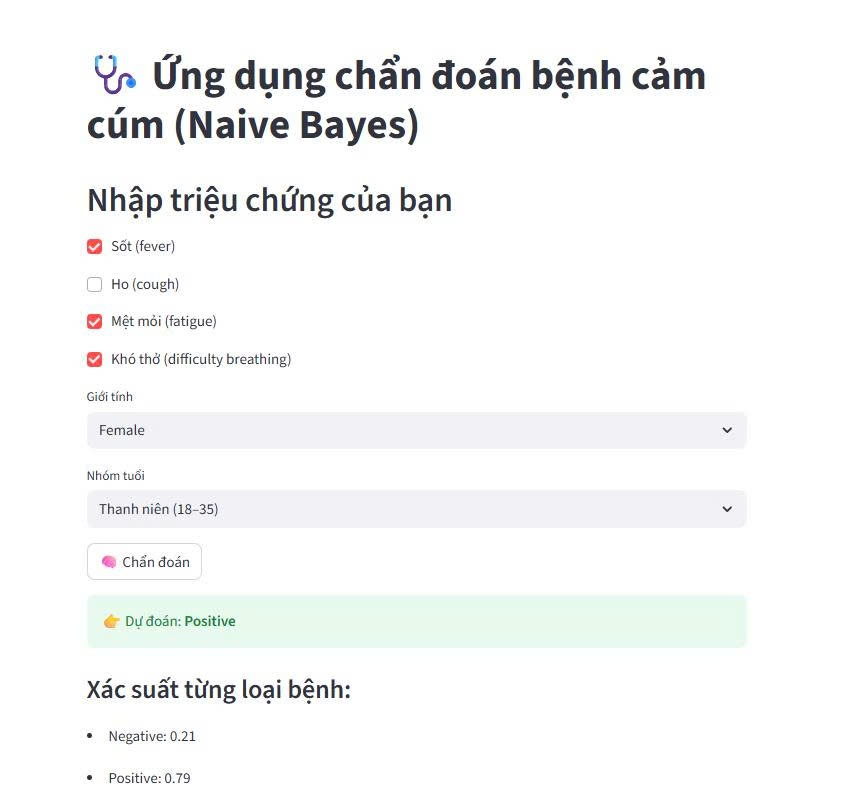 Ứng dụng chẩn đoán bệnh cảm
cúm (Naive Bayes)
Nhập triệu chứng của bạn
Sốt (fever)
Ho (cough)
Mệt mỏi (fatigue)
Khó thở (difficulty breathing)
Giới tính
Female
Nhóm tuổi
Thanh niên (18–35)
Chẩn đoán
Dự đoán: Positive
Xác suất từng loại bệnh:
Negative: 0.21
Positive: 0.79